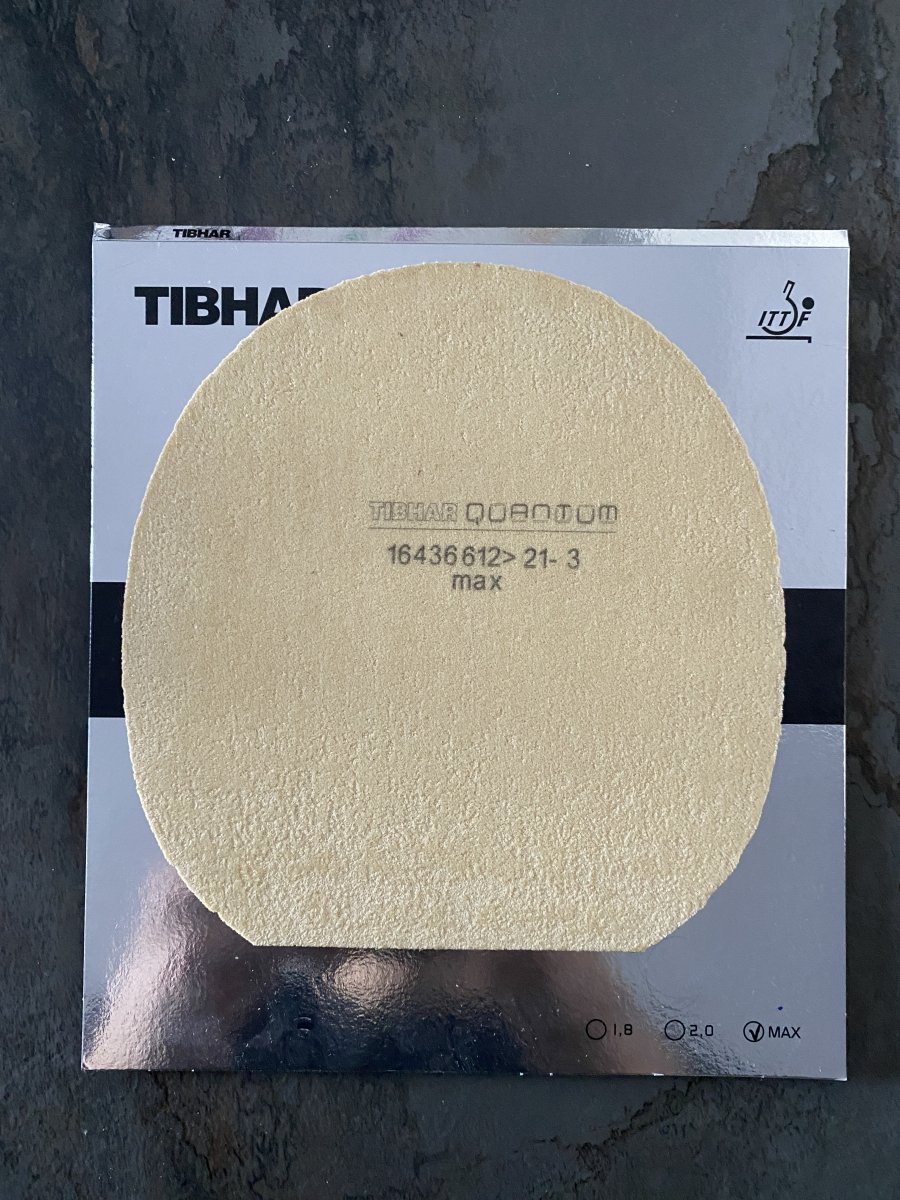 TIBHAR
TIBHAR
ITTF
TIBHAR QUANTUM
16436612> 21- 3
max
1,8 2,0 MAX